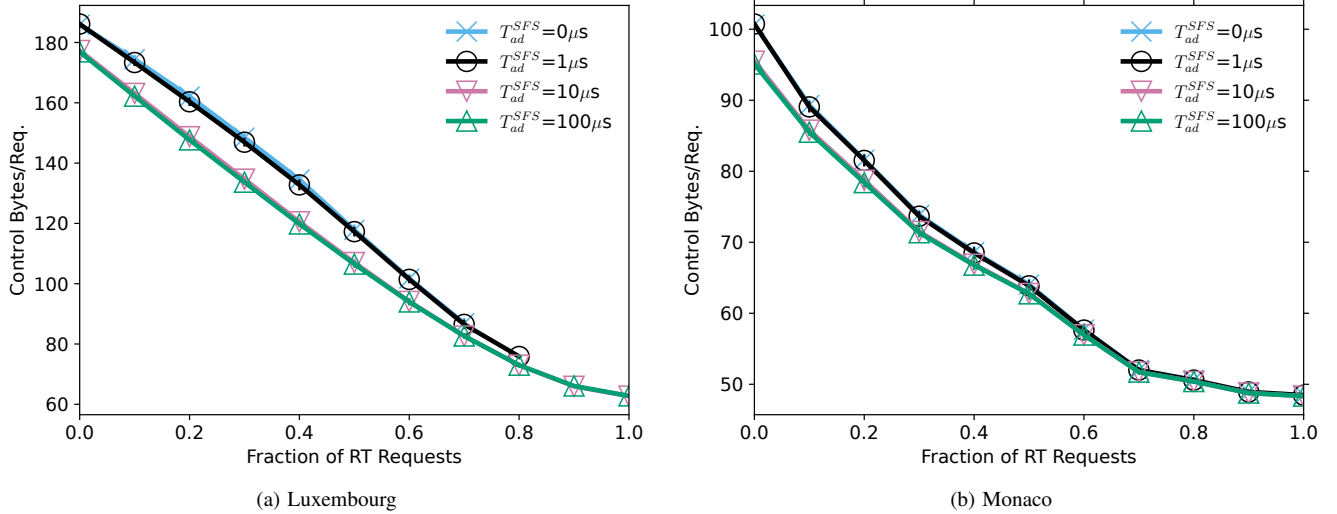 180
160
140
120
100
80
60
Control Bytes/Req.
0.0 0.2 0.4 0.6 0.8 1.0
Fraction of RT Requests
T_{ad}^{SFS}=0μs
T_{ad}^{SFS}=1μs
T_{ad}^{SFS}=10μs
T_{ad}^{SFS}=100μs
(a) Luxembourg
100
90
80
70
60
50
Control Bytes/Req.
0.0 0.2 0.4 0.6 0.8 1.0
Fraction of RT Requests
T_{ad}^{SFS}=0μs
T_{ad}^{SFS}=1μs
T_{ad}^{SFS}=10μs
T_{ad}^{SFS}=100μs
(b) Monaco